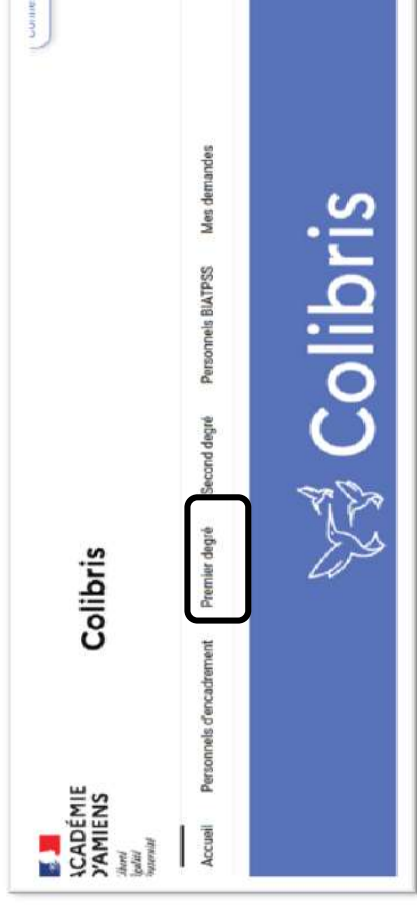 ACADÉMIE
D'AMIENS
Liberté
Égalité
Fraternité
Colibris
Accueil Personnels d'encadrement Premier degré Second degré Personnels BIATPSS Mes demandes
Colibris